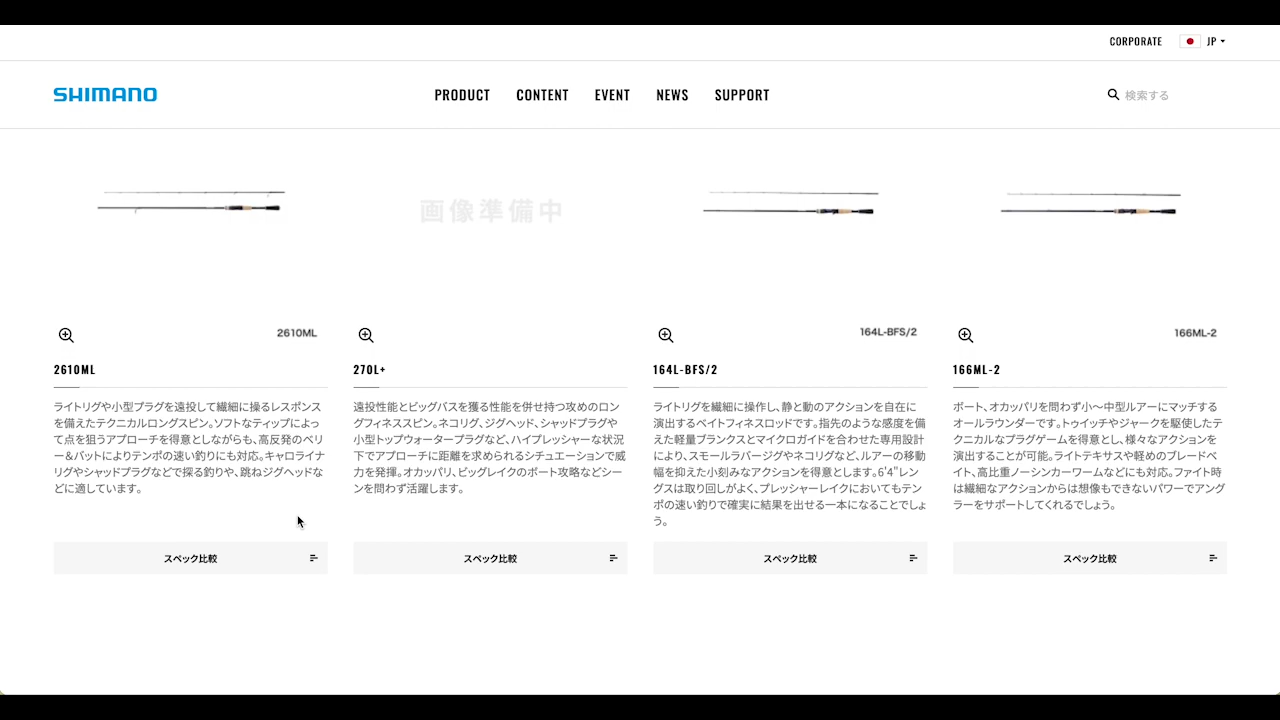 CORPORATE JP
SHIMANO PRODUCT CONTENT EVENT NEWS SUPPORT 検索する
画像準備中
2610ML 164L-BFS/2 166ML-2
2610ML
ライトリグや小型プラグを遠投して繊細に操るレスポンス
を備えたテクニカルロングスピン。ソフトなティップによっ
て点を狙うアプローチを得意としながらも、高反発のベリ
ー&バットによりテンポの速い釣りにも対応。キャロライナ
リグやシャッドプラグなどで探る釣りや、跳ねジグヘッドな
どに適しています。
スペック比較
270L+
遠投性能とビッグバスを獲る性能を併せ持つ攻めのロン
グフィネススピン。ネコリグ、ジグヘッド、シャッドプラグや
小型トップウォータープラグなど、ハイプレッシャーな状況
下でアプローチに距離を求められるシチュエーションで威
力を発揮。オカッパリ、ビッグレイクのボート攻略などシー
ンを問わず活躍します。
スペック比較
164L-BFS/2
ライトリグを繊細に操作し、静と動のアクションを自在に
演出するベイトフィネスロッドです。指先のような感度を備
えた軽量ブランクスとマイクロガイドを合わせた専用設計
により、スモールラバージグやネコリグなど、ルアーの移動
幅を抑えた小刻みなアクションを得意とします。6'4"レン
グスは取り回しがよく、プレッシャーレイクにおいてもテン
ポの速い釣りで確実に結果を出せる一本になることでしょ
う。
スペック比較
166ML-2
ボート、オカッパリを問わず小〜中型ルアーにマッチする
オールラウンダーです。トゥイッチやジャークを駆使したテ
クニカルなプラグゲームを得意とし、様々なアクションを
演出することが可能。ライトテキサスや軽めのブレードベ
イト、高比重ノーシンカーワームなどにも対応。ファイト時
は繊細なアクションからは想像もできないパワーでアング
ラーをサポートしてくれるでしょう。
スペック比較